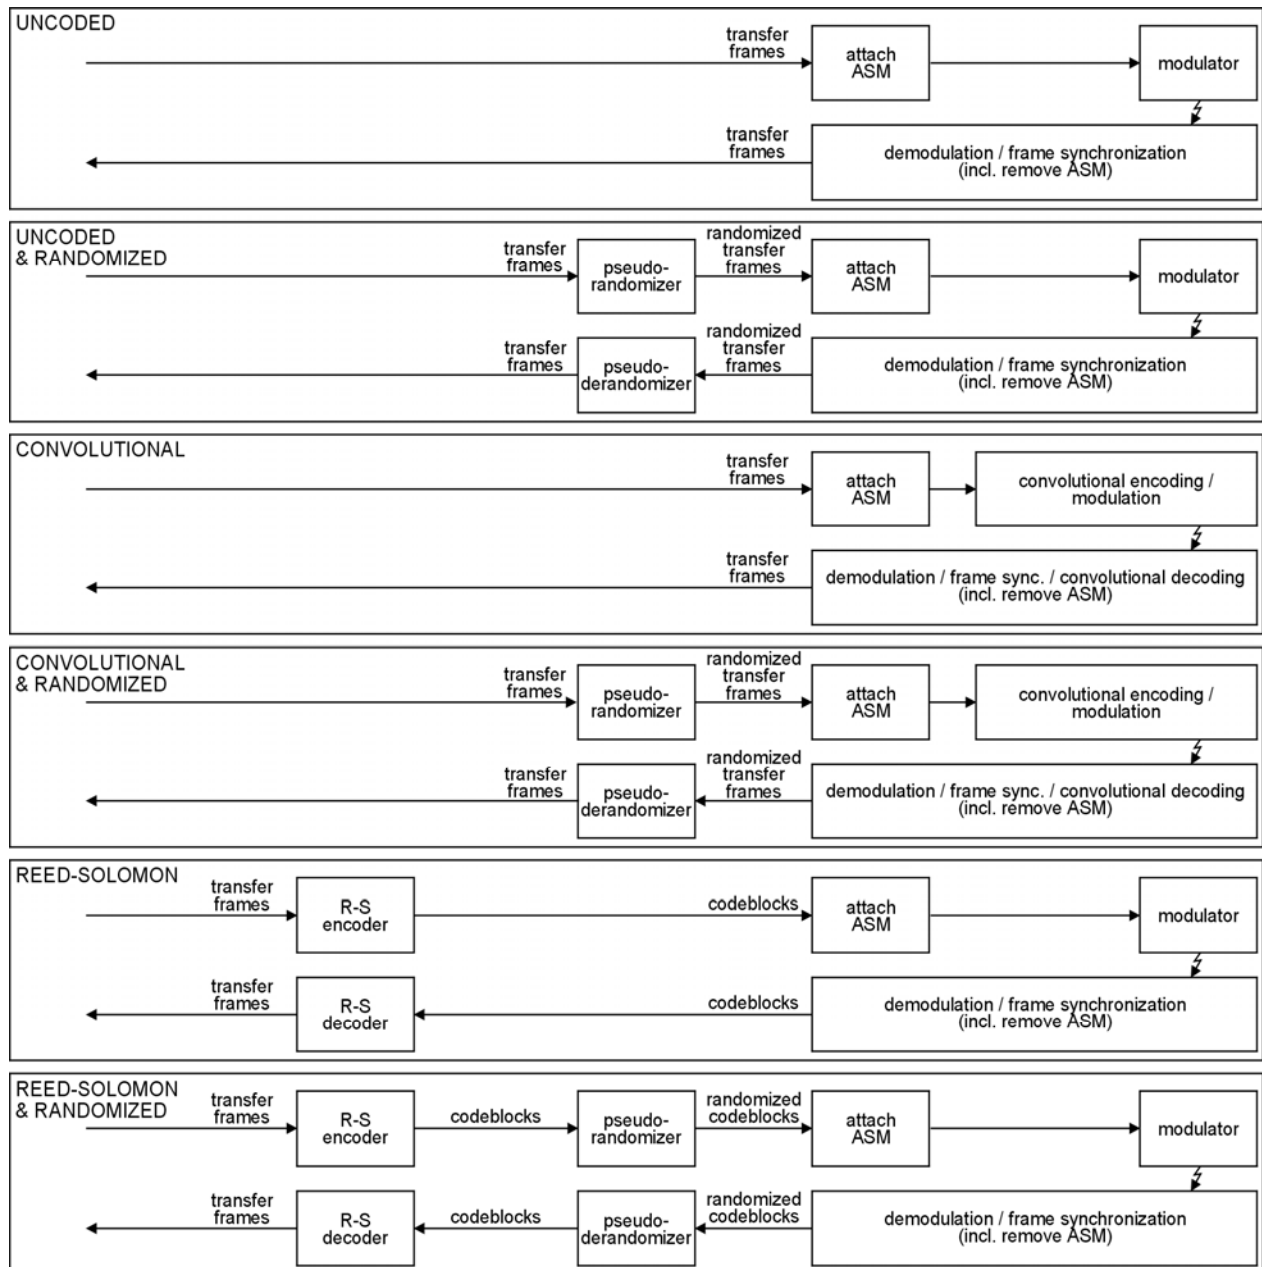 UNCODED
transfer
frames
attach
ASM
modulator
transfer
frames
demodulation / frame synchronization
(incl. remove ASM)
UNCODED
& RANDOMIZED
transfer
frames
pseudo-
randomizer
randomized
transfer
frames
attach
ASM
modulator
transfer
frames
pseudo-
derandomizer
randomized
transfer
frames
demodulation / frame synchronization
(incl. remove ASM)
CONVOLUTIONAL
transfer
frames
attach
ASM
convolutional encoding /
modulation
transfer
frames
demodulation / frame sync. / convolutional decoding
(incl. remove ASM)
CONVOLUTIONAL
& RANDOMIZED
transfer
frames
pseudo-
randomizer
randomized
transfer
frames
attach
ASM
convolutional encoding /
modulation
transfer
frames
pseudo-
derandomizer
randomized
transfer
frames
demodulation / frame sync. / convolutional decoding
(incl. remove ASM)
REED-SOLOMON
transfer
frames
R-S
encoder
codeblocks
attach
ASM
modulator
transfer
frames
R-S
decoder
codeblocks
demodulation / frame synchronization
(incl. remove ASM)
REED-SOLOMON
& RANDOMIZED
transfer
frames
R-S
encoder
codeblocks
pseudo-
randomizer
randomized
codeblocks
attach
ASM
modulator
transfer
frames
R-S
decoder
codeblocks
pseudo-
derandomizer
randomized
codeblocks
demodulation / frame synchronization
(incl. remove ASM)